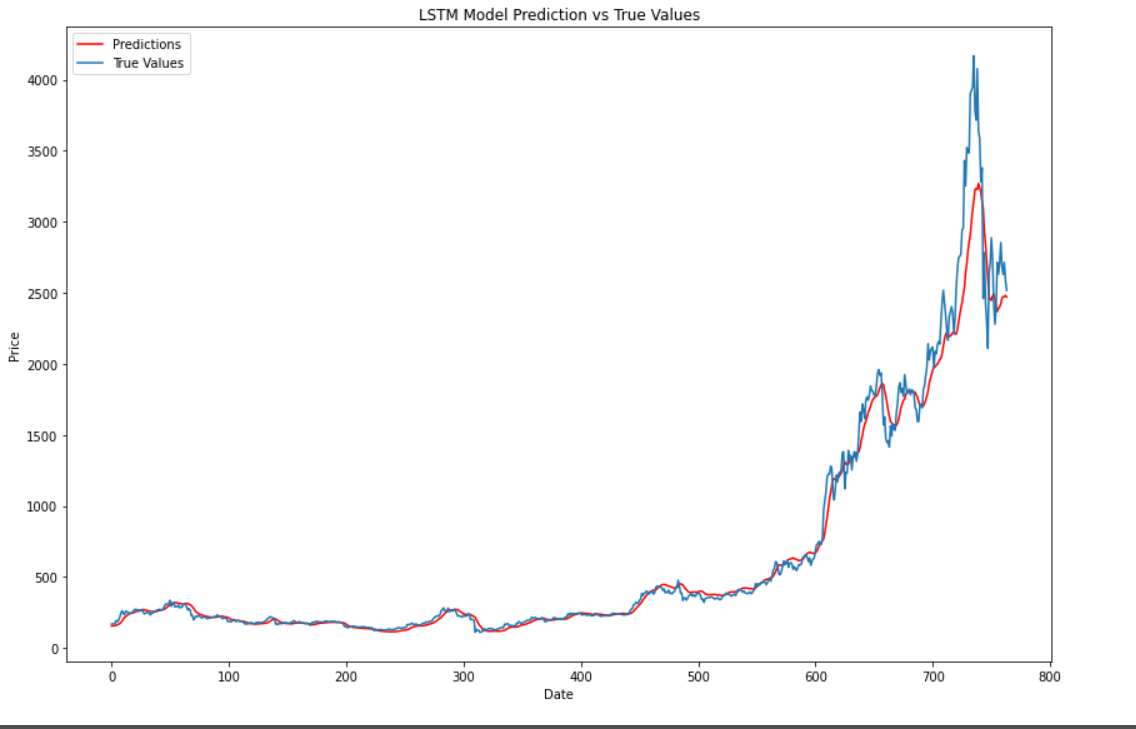 LSTM Model Prediction vs True Values
Predictions
True Values
4000
3500
3000
2500
2000
1500
1000
500
0
Price
0 100 200 300 400 500 600 700 800
Date